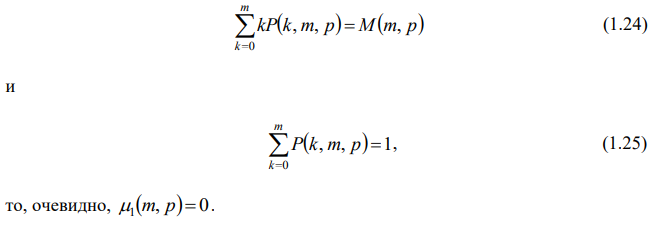 ∑_{k=0}^{m} kP(k, m, p) = M(m, p) (1.24)
и
∑_{k=0}^{m} P(k, m, p) = 1, (1.25)
то, очевидно, μ₁(m, p) = 0.